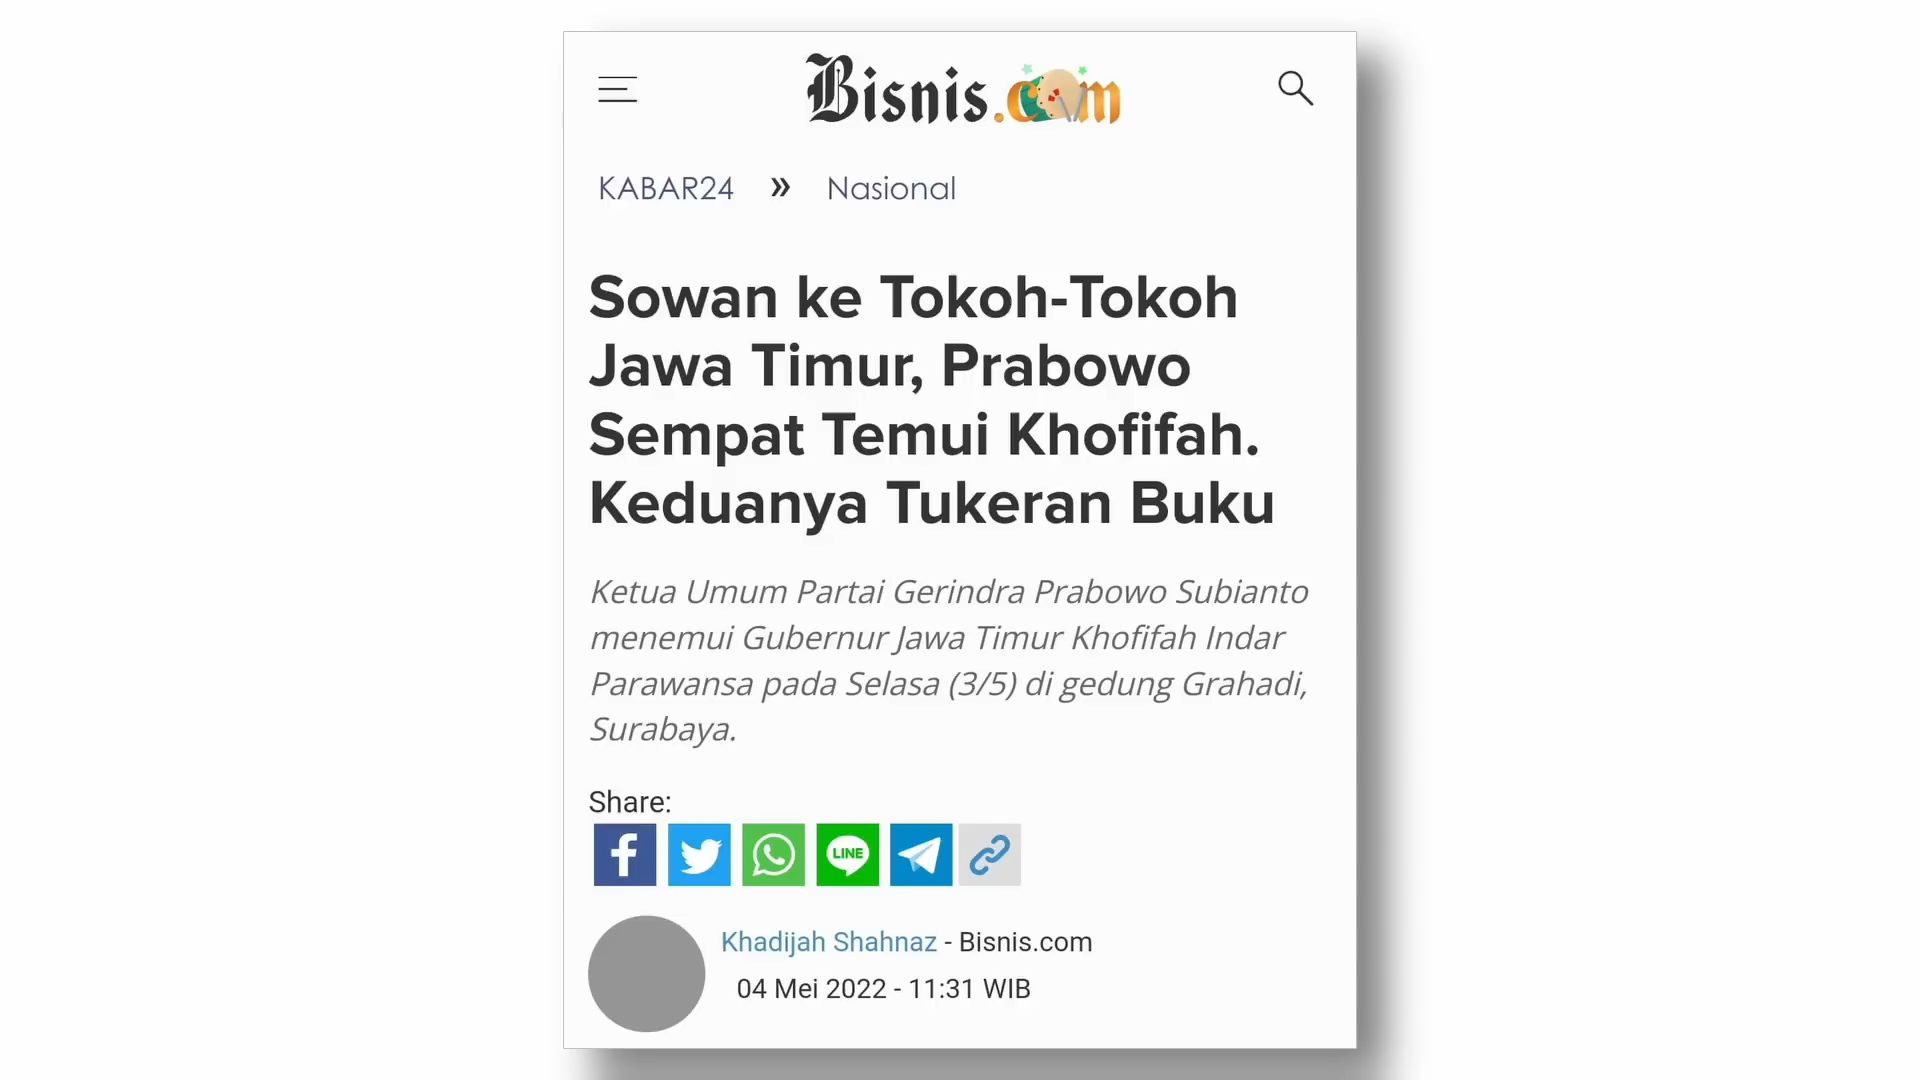 Bisnis.com
KABAR24 » Nasional
Sowan ke Tokoh-Tokoh
Jawa Timur, Prabowo
Sempat Temui Khofifah.
Keduanya Tukeran Buku
Ketua Umum Partai Gerindra Prabowo Subianto
menemui Gubernur Jawa Timur Khofifah Indar
Parawansa pada Selasa (3/5) di gedung Grahadi,
Surabaya.
Share:
LINE
Khadijah Shahnaz - Bisnis.com
04 Mei 2022 - 11:31 WIB